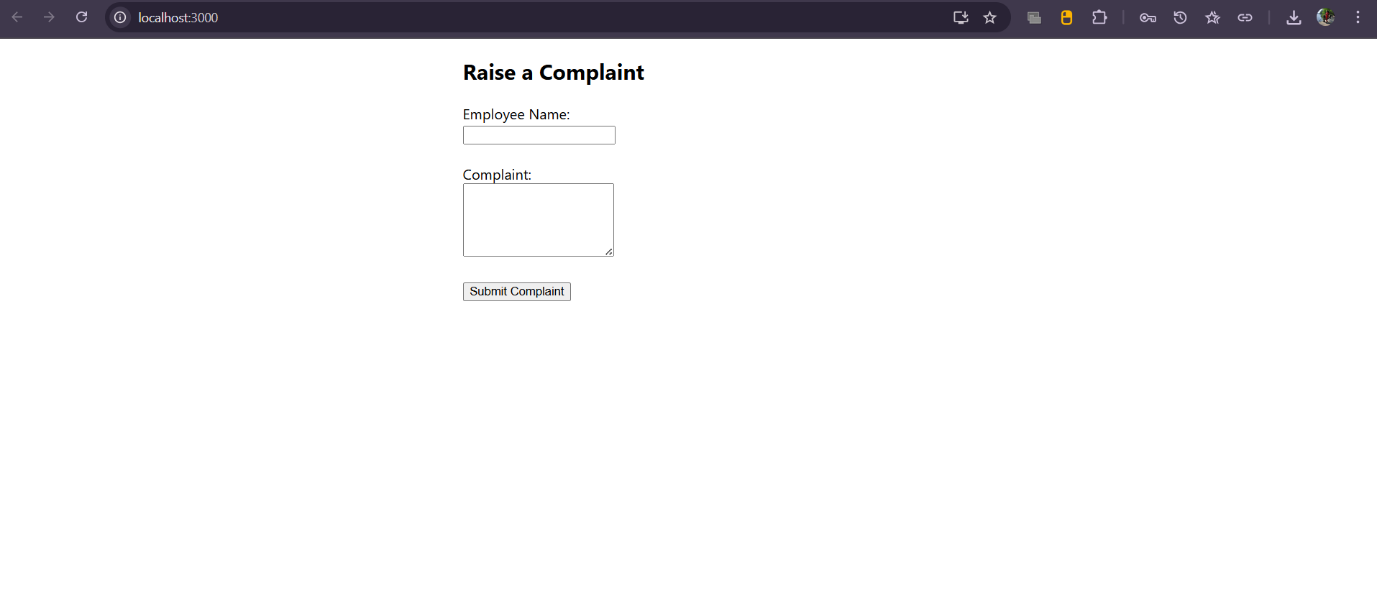 localhost:3000
Raise a Complaint
Employee Name:
Complaint:
Submit Complaint